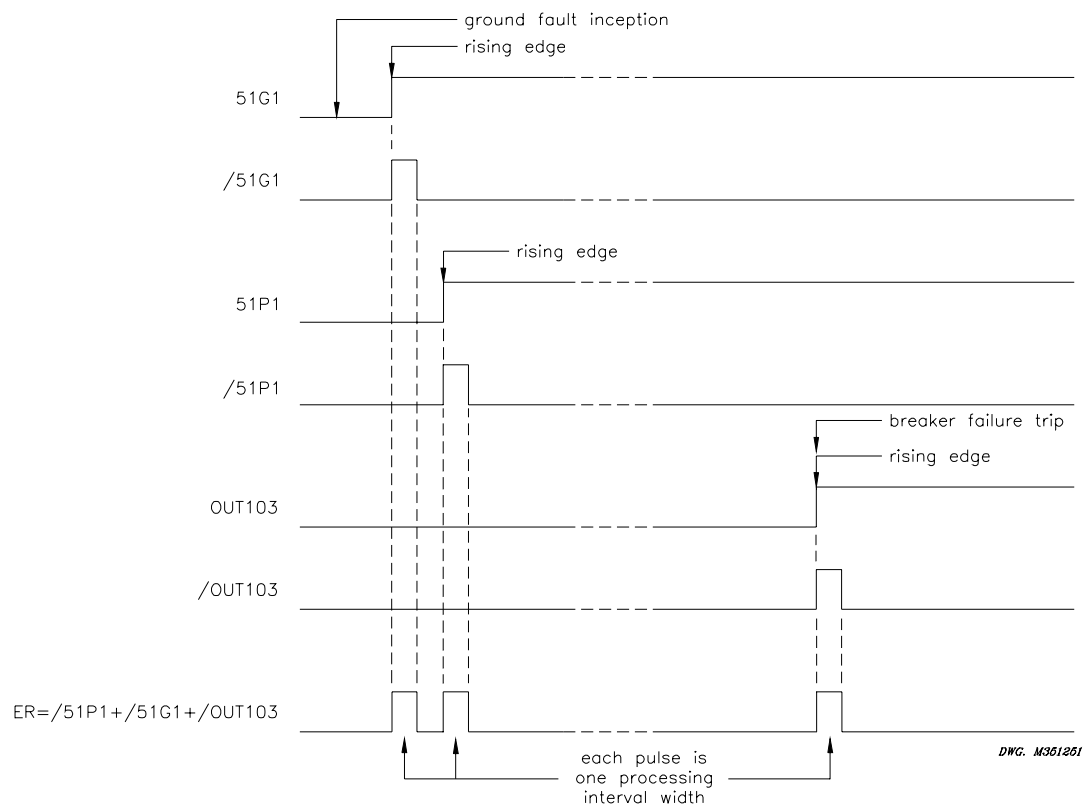 ground fault inception
rising edge
51G1
/51G1
rising edge
51P1
/51P1
breaker failure trip
rising edge
OUT103
/OUT103
ER=/51P1+/51G1+/OUT103
each pulse is
one processing
interval width
DWG. M351251